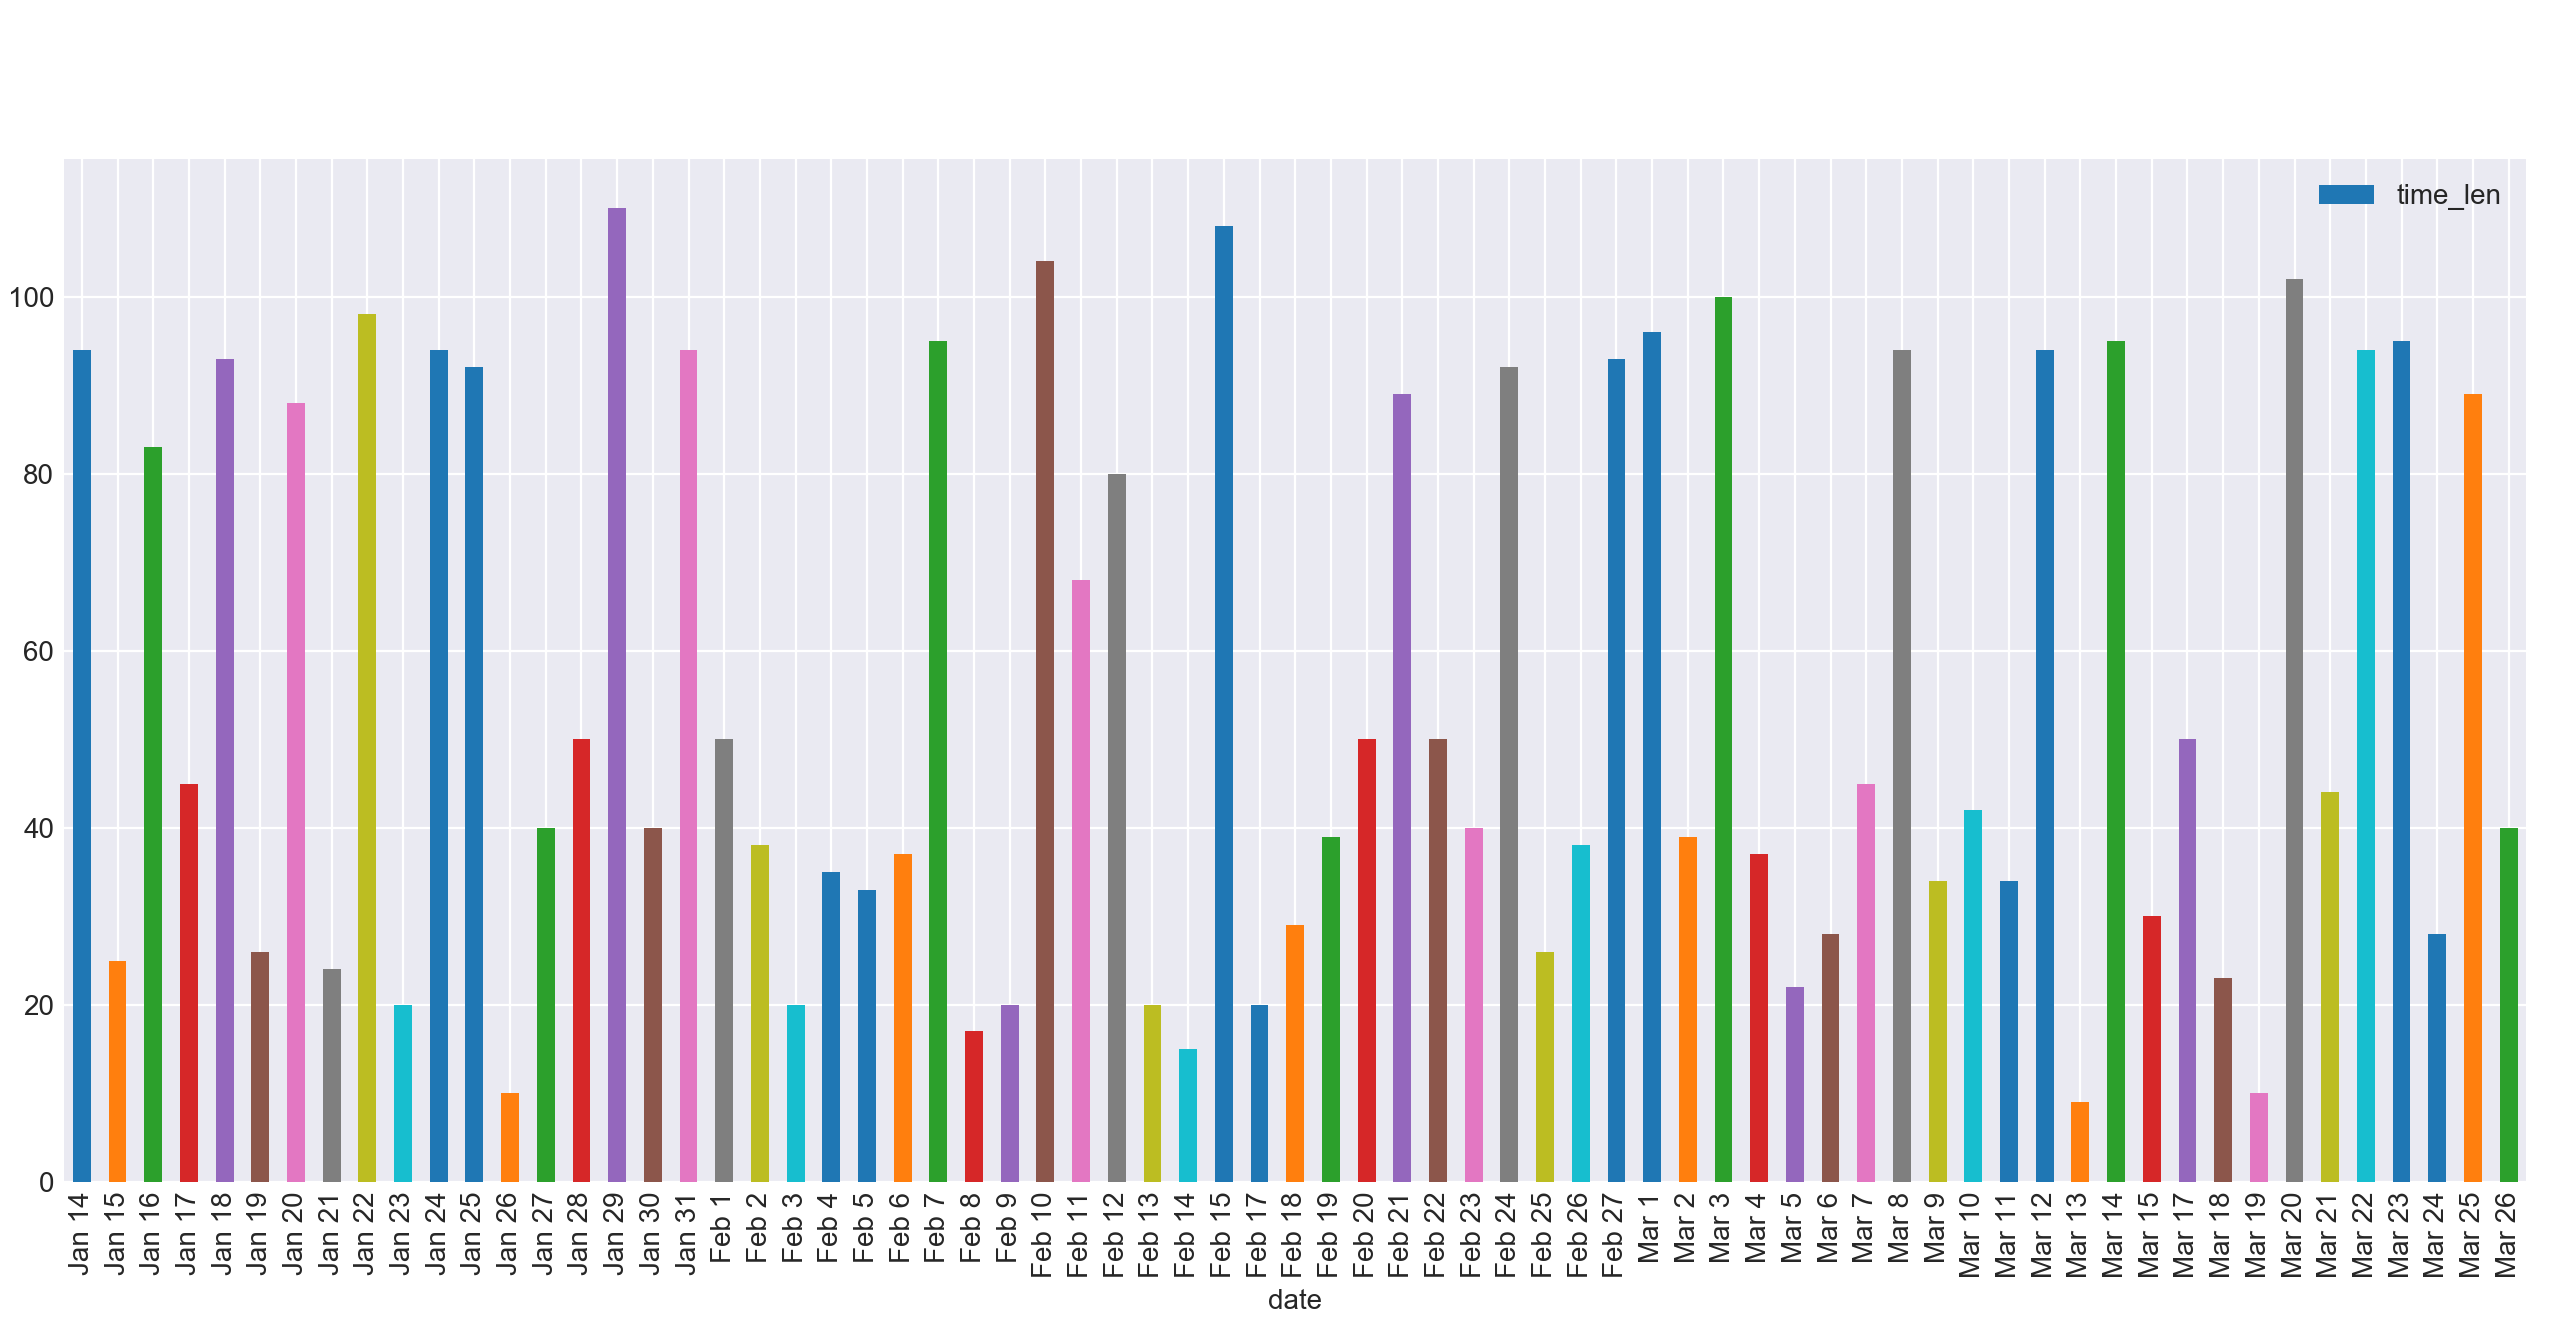 time_len
100
80
60
40
20
0
Jan 14
Jan 15
Jan 16
Jan 17
Jan 18
Jan 19
Jan 20
Jan 21
Jan 22
Jan 23
Jan 24
Jan 25
Jan 26
Jan 27
Jan 28
Jan 29
Jan 30
Jan 31
Feb 1
Feb 2
Feb 3
Feb 4
Feb 5
Feb 6
Feb 7
Feb 8
Feb 9
Feb 10
Feb 11
Feb 12
Feb 13
Feb 14
Feb 15
Feb 17
Feb 18
Feb 19
Feb 20
Feb 21
Feb 22
Feb 23
Feb 24
Feb 25
Feb 26
Feb 27
Mar 1
Mar 2
Mar 3
Mar 4
Mar 5
Mar 6
Mar 7
Mar 8
Mar 9
Mar 10
Mar 11
Mar 12
Mar 13
Mar 14
Mar 15
Mar 17
Mar 18
Mar 19
Mar 20
Mar 21
Mar 22
Mar 23
Mar 24
Mar 25
Mar 26
date